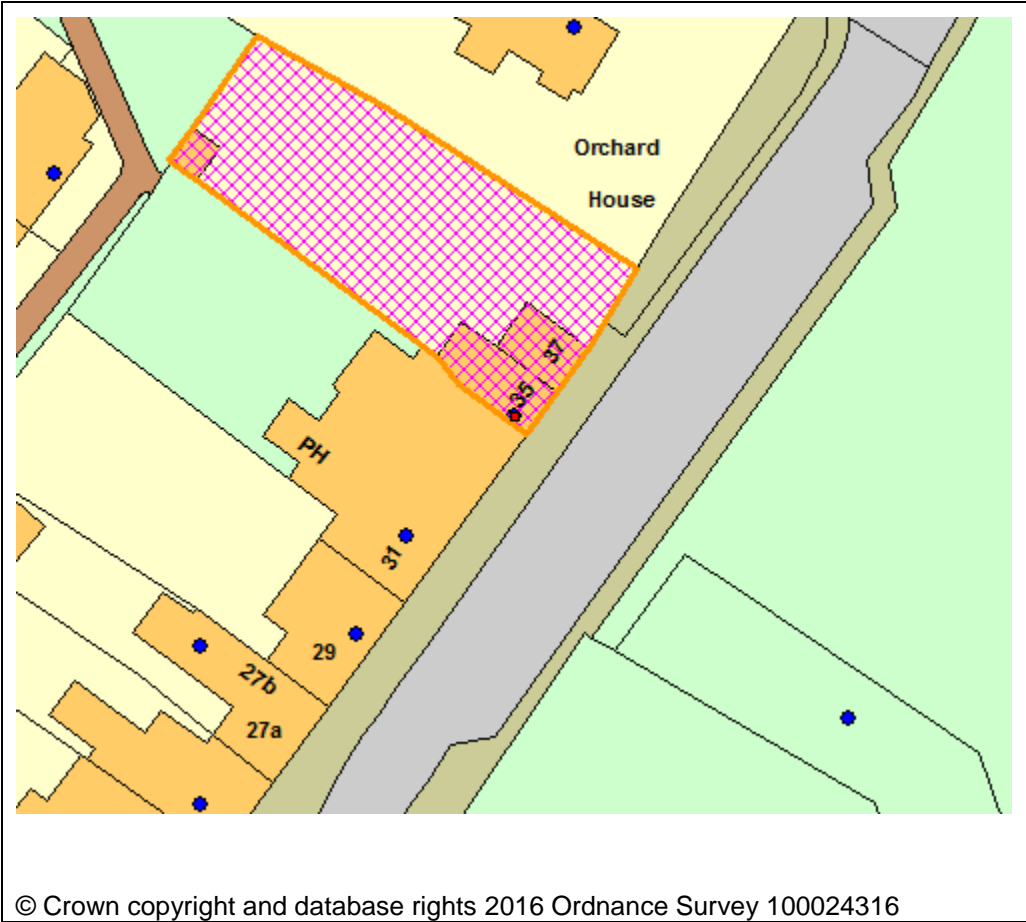 Orchard
House
37
35
PH
31
29
27b
27a
© Crown copyright and database rights 2016 Ordnance Survey 100024316